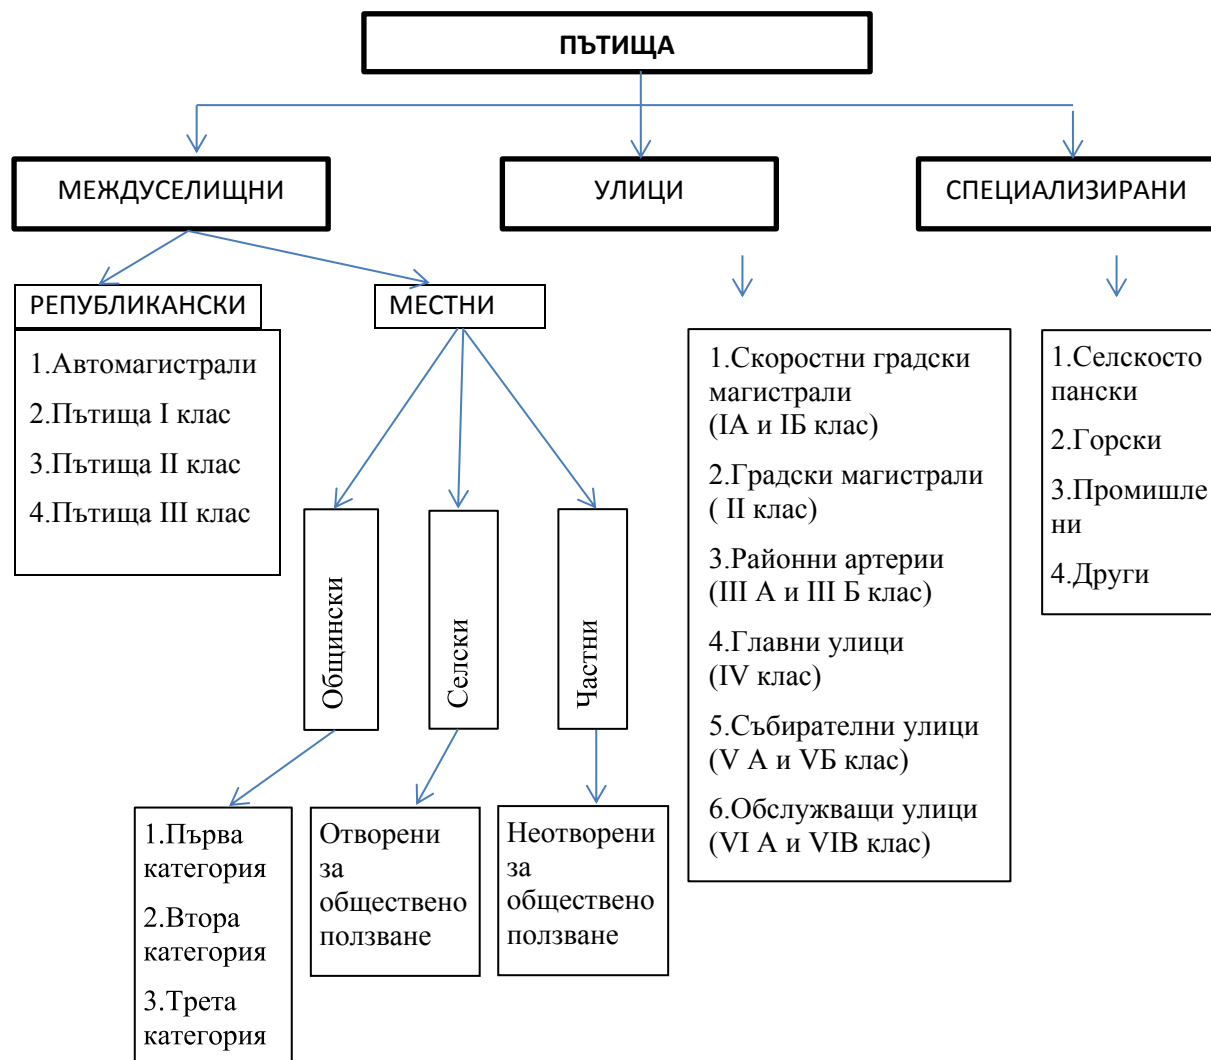 ПЪТИЩА
МЕЖДУСЕЛИЩНИ
УЛИЦИ
СПЕЦИАЛИЗИРАНИ
РЕПУБЛИКАНСКИ
1.Автомагистрали
2.Пътища I клас
3.Пътища II клас
4.Пътища III клас
МЕСТНИ
Общински
Селски
Частни
1.Първа
категория
2.Втора
категория
3.Трета
категория
Отворени
за
обществено
ползване
Неотворени
за
обществено
ползване
1.Скоростни градски
магистрали
(IA и IБ клас)
2.Градски магистрали
( II клас)
3.Районни артерии
(III А и III Б клас)
4.Главни улици
(IV клас)
5.Събирателни улици
(V А и VБ клас)
6.Обслужващи улици
(VI А и VIВ клас)
1.Селскосто
пански
2.Горски
3.Промишле
ни
4.Други